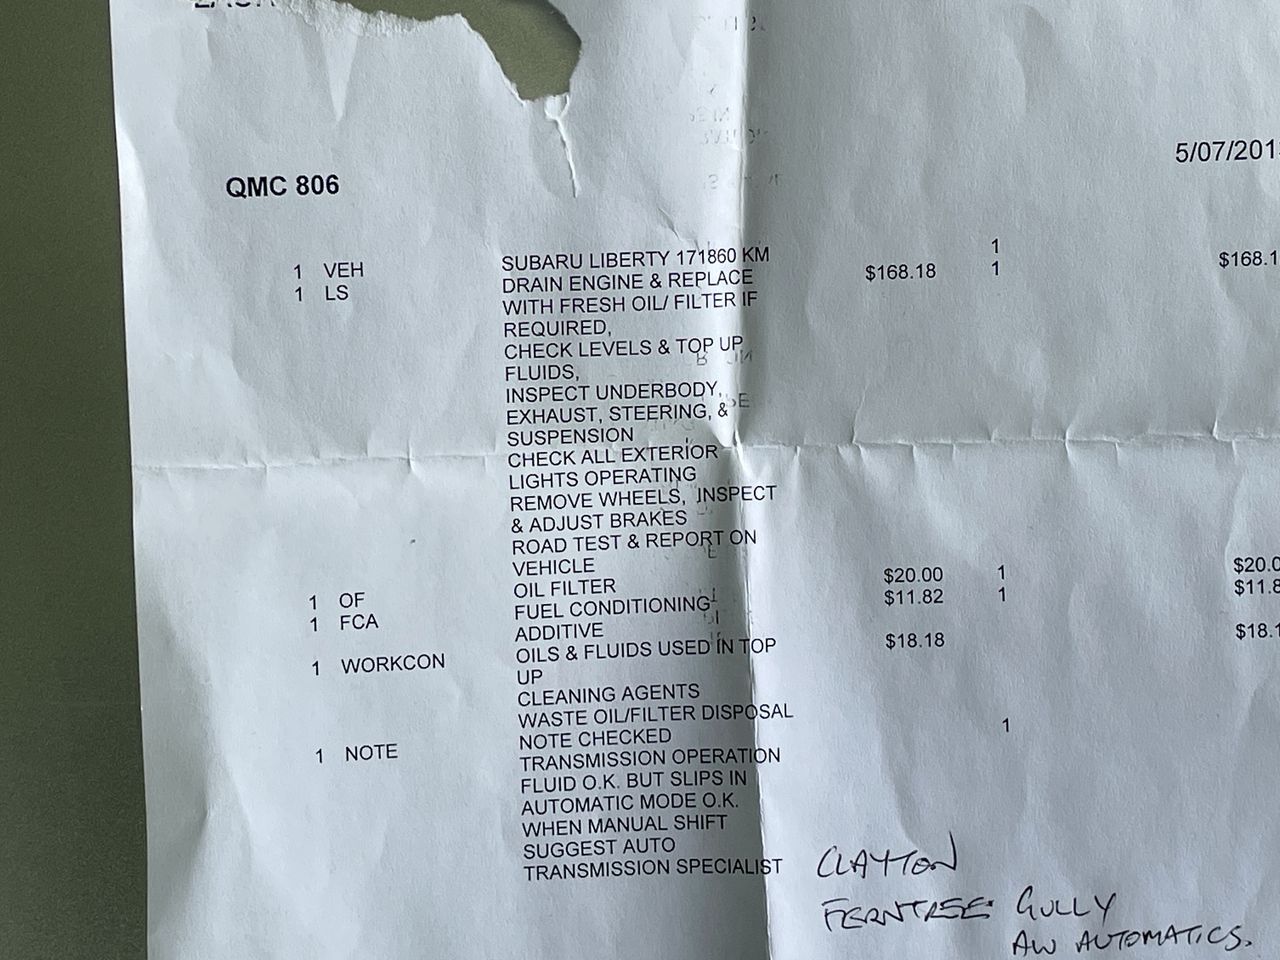 QMC 806
5/07/201
1
1 VEH SUBARU LIBERTY 171860 KM
1 LS DRAIN ENGINE & REPLACE $168.18 1 $168.1
WITH FRESH OIL/ FILTER IF
REQUIRED,
CHECK LEVELS & TOP UP
FLUIDS,
INSPECT UNDERBODY,
EXHAUST, STEERING, &
SUSPENSION
CHECK ALL EXTERIOR
LIGHTS OPERATING
REMOVE WHEELS, INSPECT
& ADJUST BRAKES
ROAD TEST & REPORT ON
VEHICLE
1 OF OIL FILTER $20.00 1 $20.0
1 FCA FUEL CONDITIONING $11.82 1 $11.8
ADDITIVE
1 WORKCON OILS & FLUIDS USED IN TOP $18.18 $18.1
UP
CLEANING AGENTS
WASTE OIL/FILTER DISPOSAL
1 NOTE NOTE CHECKED 1
TRANSMISSION OPERATION
FLUID O.K. BUT SLIPS IN
AUTOMATIC MODE O.K.
WHEN MANUAL SHIFT
SUGGEST AUTO
TRANSMISSION SPECIALIST
CLAYTON
FERNTREE GULLY
AW AUTOMATICS.